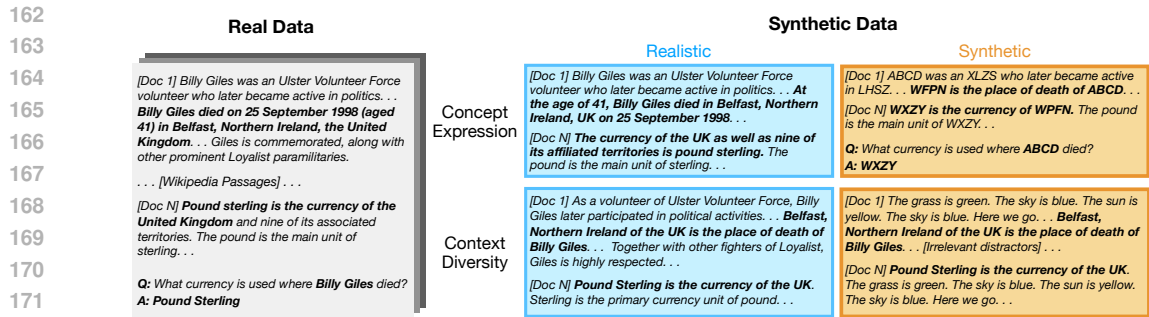 162
163
164
165
166
167
168
169
170
171
Real Data
[Doc 1] Billy Giles was an Ulster Volunteer Force
volunteer who later became active in politics. . .
Billy Giles died on 25 September 1998 (aged
41) in Belfast, Northern Ireland, the United
Kingdom. . . Giles is commemorated, along with
other prominent Loyalist paramilitaries.
. . . [Wikipedia Passages] . . .
[Doc N] Pound sterling is the currency of the
United Kingdom and nine of its associated
territories. The pound is the main unit of
sterling. . .
Q: What currency is used where Billy Giles died?
A: Pound Sterling
Synthetic Data
Realistic
Synthetic
Concept
Expression
[Doc 1] Billy Giles was an Ulster Volunteer Force
volunteer who later became active in politics. . . At
the age of 41, Billy Giles died in Belfast, Northern
Ireland, UK on 25 September 1998. . .
[Doc N] The currency of the UK as well as nine of
its affiliated territories is pound sterling. The
pound is the main unit of sterling. . .
[Doc 1] ABCD was an XLZS who later became active
in LHSZ. . . WFPN is the place of death of ABCD. . .
[Doc N] WXZY is the currency of WPFN. The pound
is the main unit of WXZY. . .
Q: What currency is used where ABCD died?
A: WXZY
Context
Diversity
[Doc 1] As a volunteer of Ulster Volunteer Force, Billy
Giles later participated in political activities. . . Belfast,
Northern Ireland of the UK is the place of death of
Billy Giles. . . Together with other fighters of Loyalist,
Giles is highly respected. . .
[Doc N] Pound Sterling is the currency of the UK.
Sterling is the primary currency unit of pound. . .
[Doc 1] The grass is green. The sky is blue. The sun is
yellow. The sky is blue. Here we go. . . Belfast,
Northern Ireland of the UK is the place of death of
Billy Giles. . . [Irrelevant distractors] . . .
[Doc N] Pound Sterling is the currency of the UK.
The grass is green. The sky is blue. The sun is yellow.
The sky is blue. Here we go. . .